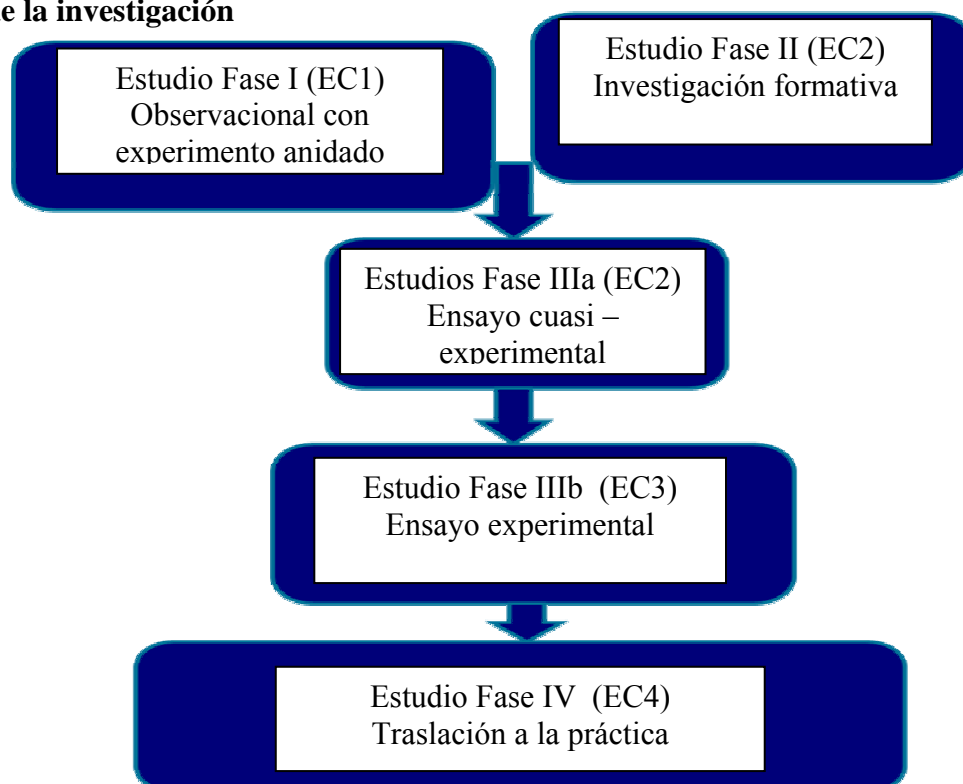 e la investigación
Estudio Fase I (EC1)
Observacional con
experimento anidado
Estudio Fase II (EC2)
Investigación formativa
Estudios Fase IIIa (EC2)
Ensayo cuasi –
experimental
Estudio Fase IIIb (EC3)
Ensayo experimental
Estudio Fase IV (EC4)
Traslación a la práctica